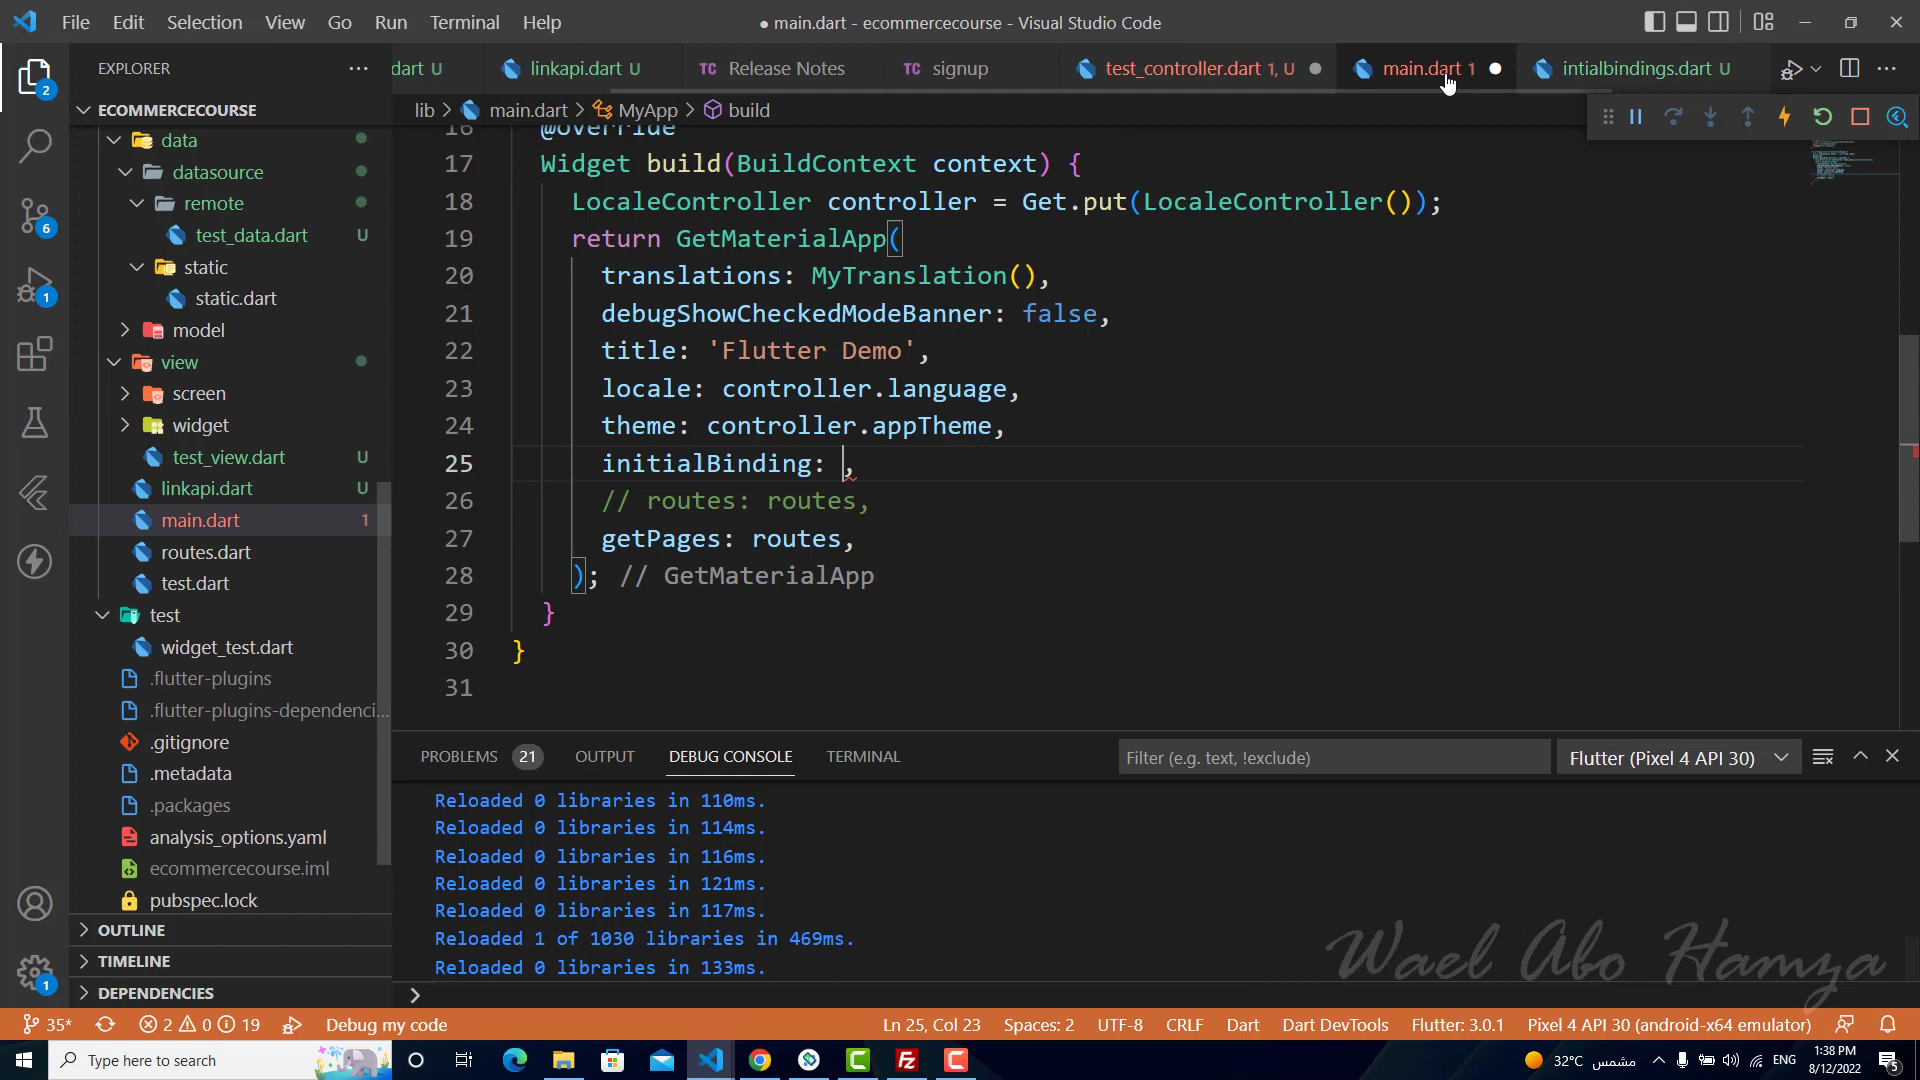 File Edit Selection View Go Run Terminal Help
● main.dart - ecommercecourse - Visual Studio Code
EXPLORER
dart U
linkapi.dart U
Release Notes
signup
test_controller.dart 1, U
main.dart 1
intialbindings.dart U
lib > main.dart > MyApp > build
ECOMMERCECOURSE
data
datasource
remote
test_data.dart U
static
static.dart
model
view
screen
widget
test_view.dart U
linkapi.dart U
main.dart 1
routes.dart
test.dart
test
widget_test.dart
.flutter-plugins
.flutter-plugins-dependenci...
.gitignore
.metadata
.packages
analysis_options.yaml
ecommercecourse.iml
pubspec.lock
OUTLINE
TIMELINE
DEPENDENCIES
2
6
1
1
16 @override
17 Widget build(BuildContext context) {
18 LocaleController controller = Get.put(LocaleController());
19 return GetMaterialApp(
20 translations: MyTranslation(),
21 debugShowCheckedModeBanner: false,
22 title: 'Flutter Demo',
23 locale: controller.language,
24 theme: controller.appTheme,
25 initialBinding: ,
26 // routes: routes,
27 getPages: routes,
28 ); // GetMaterialApp
29 }
30 }
31
PROBLEMS 21 OUTPUT DEBUG CONSOLE TERMINAL
Filter (e.g. text, !exclude)
Flutter (Pixel 4 API 30)
Reloaded 0 libraries in 110ms.
Reloaded 0 libraries in 114ms.
Reloaded 0 libraries in 116ms.
Reloaded 0 libraries in 121ms.
Reloaded 0 libraries in 117ms.
Reloaded 1 of 1030 libraries in 469ms.
Reloaded 0 libraries in 133ms.
Wael Abo Hamza
35* 2 0 19 Debug my code
Ln 25, Col 23 Spaces: 2 UTF-8 CRLF Dart Dart DevTools Flutter: 3.0.1 Pixel 4 API 30 (android-x64 emulator)
Type here to search
32°C مشمس
ENG
1:38 PM
8/12/2022
5